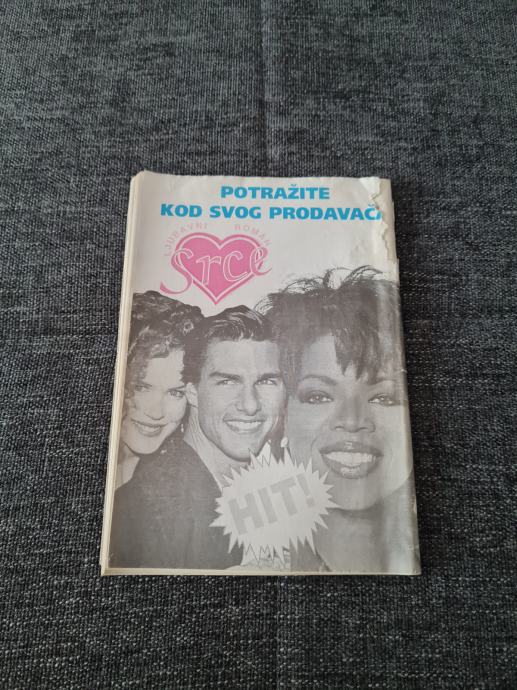 POTRAŽITE
KOD SVOG PRODAVAČA
LJUBAVNI ROMAN
Srce
HIT!